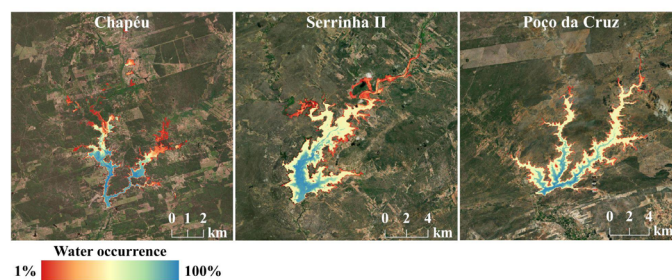 Chapéu
Serrinha II
Poço da Cruz
0 1 2
km
0 2 4
km
0 2 4
km
Water occurrence
1%
100%